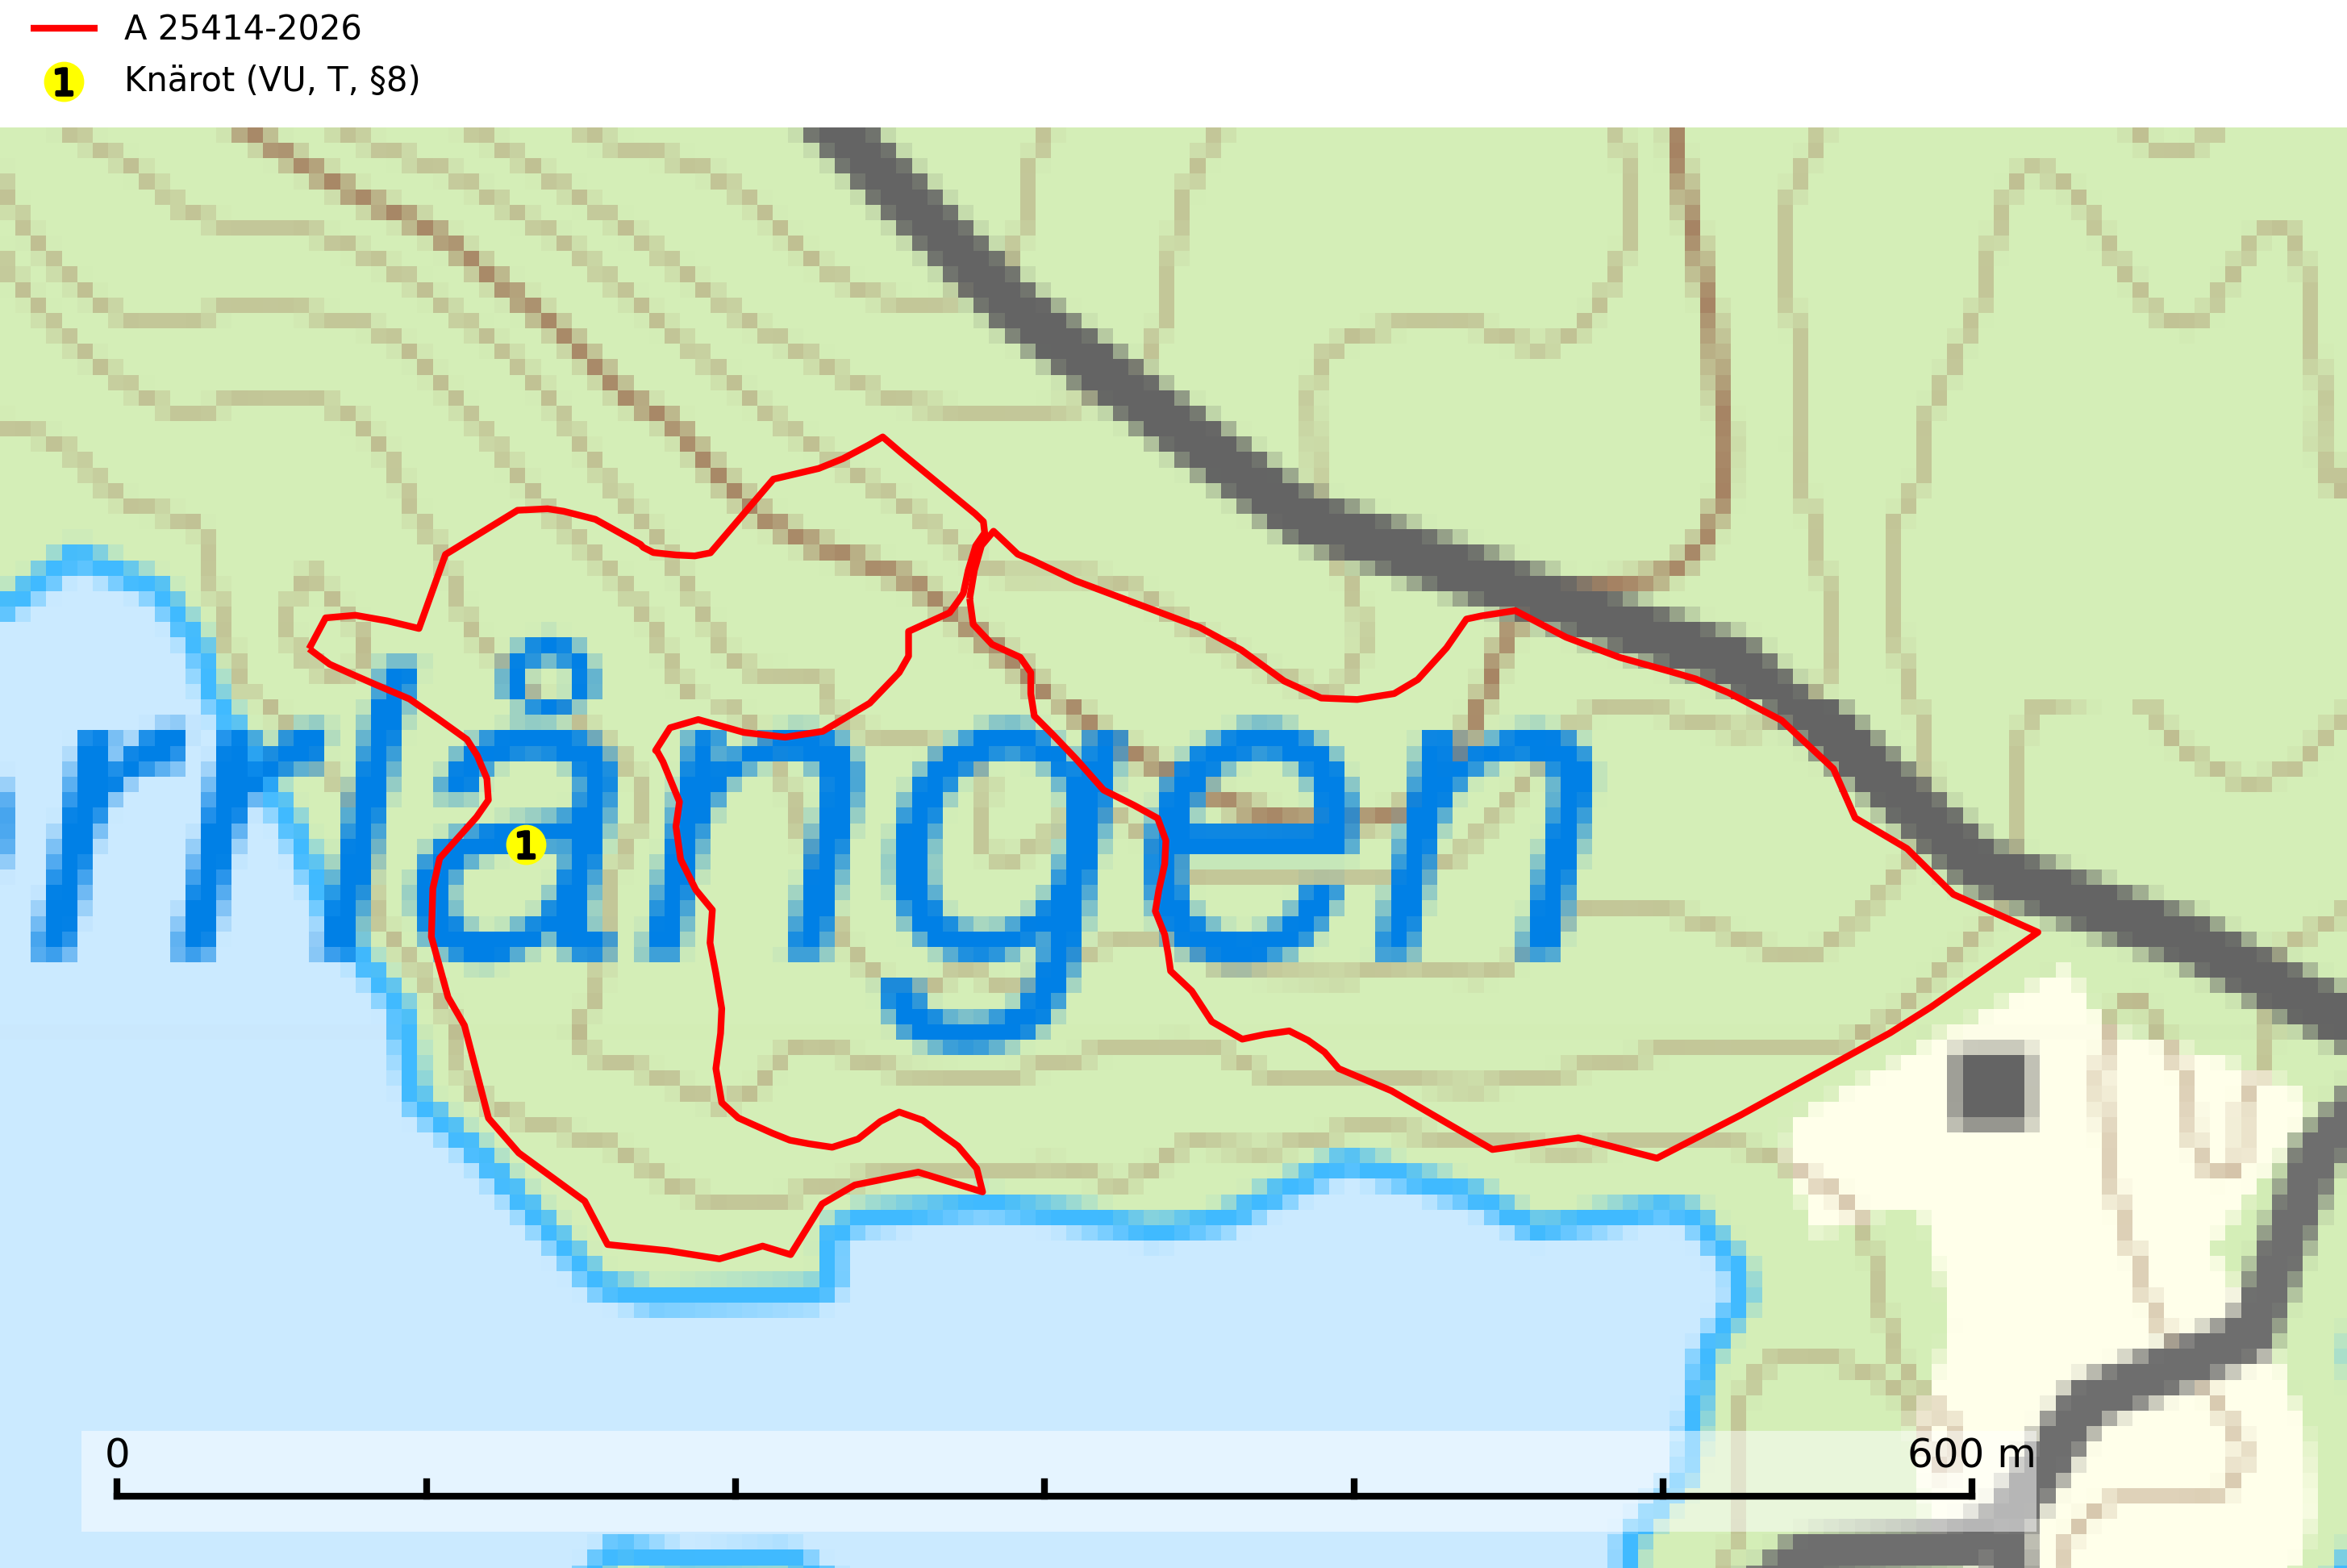 A 25414-2026
1 Knärot (VU, T, §8)
rrlången
1
0 600 m